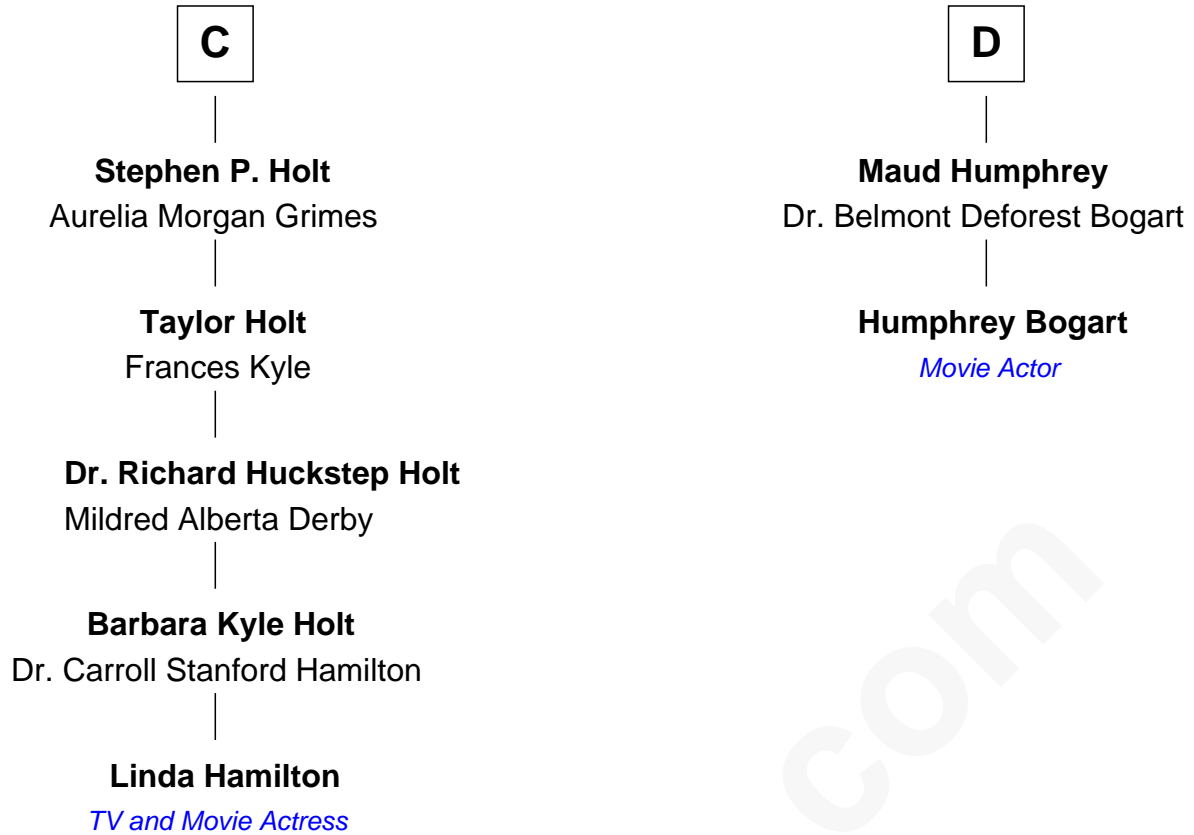 C
Stephen P. Holt
Aurelia Morgan Grimes
Taylor Holt
Frances Kyle
Dr. Richard Huckstep Holt
Mildred Alberta Derby
Barbara Kyle Holt
Dr. Carroll Stanford Hamilton
Linda Hamilton
TV and Movie Actress
D
Maud Humphrey
Dr. Belmont Deforest Bogart
Humphrey Bogart
Movie Actor
com